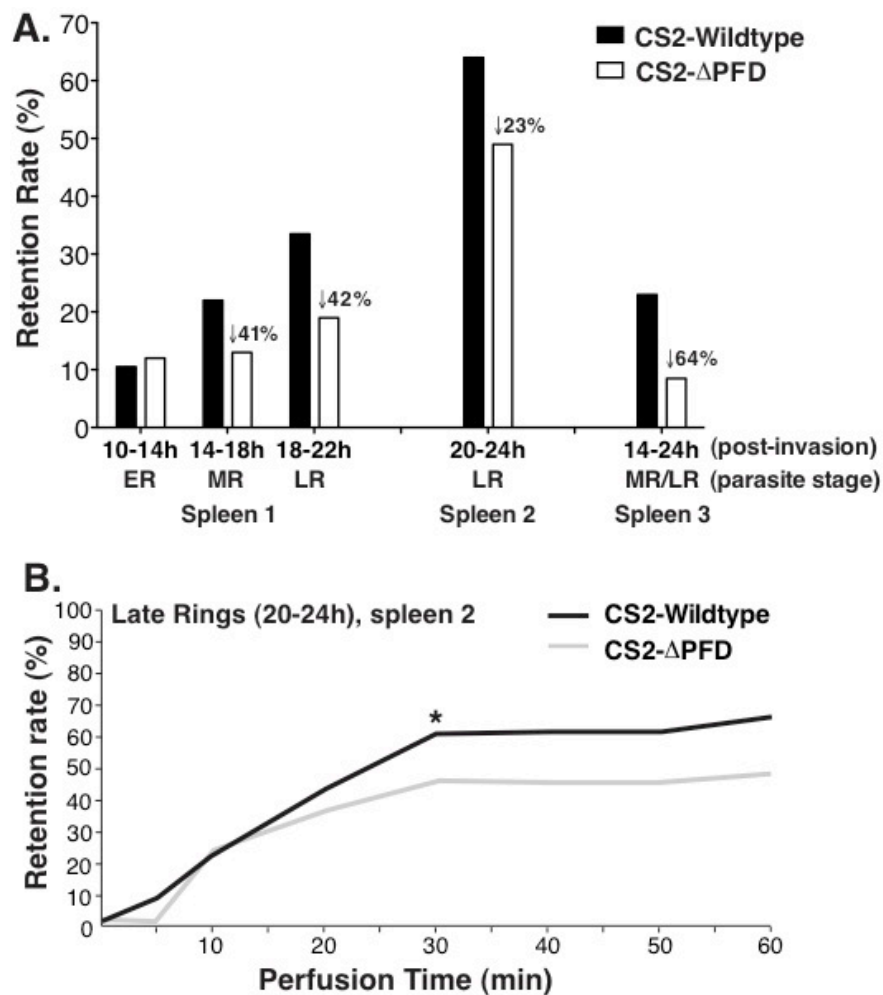 A.
Retention Rate (%)
70
60
50
40
30
20
10
0
CS2-Wildtype
CS2-ΔPFD
↓41%
↓42%
↓23%
↓64%
10-14h 14-18h 18-22h 20-24h 14-24h (post-invasion)
ER MR LR LR MR/LR (parasite stage)
Spleen 1 Spleen 2 Spleen 3
B.
Retention rate (%)
100
90
80
70
60
50
40
30
20
10
0
Late Rings (20-24h), spleen 2
CS2-Wildtype
CS2-ΔPFD
*
10 20 30 40 50 60
Perfusion Time (min)